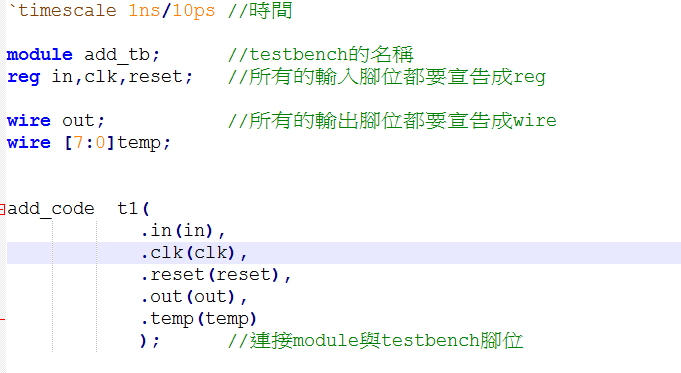 `timescale 1ns/10ps //時間
module add_tb; //testbench的名稱
reg in,clk,reset; //所有的輸入腳位都要宣告成reg
wire out; //所有的輸出腳位都要宣告成wire
wire [7:0]temp;
add_code t1(
.in(in),
.clk(clk),
.reset(reset),
.out(out),
.temp(temp)
); //連接module與testbench腳位